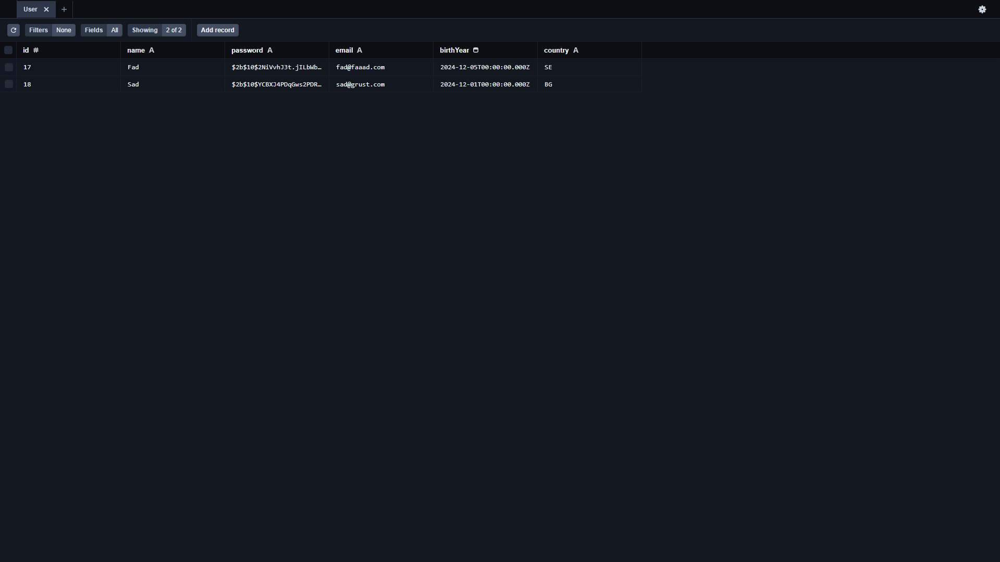 User
Filters None Fields All Showing 2 of 2 Add record
id # name A password A email A birthYear country A
17 Fad $2b$10$2NiVvhJ3t.jILbWb… fad@faaad.com 2024-12-05T00:00:00.000Z SE
18 Sad $2b$10$YCBXJ4PDqGws2PDR… sad@grust.com 2024-12-01T00:00:00.000Z BG